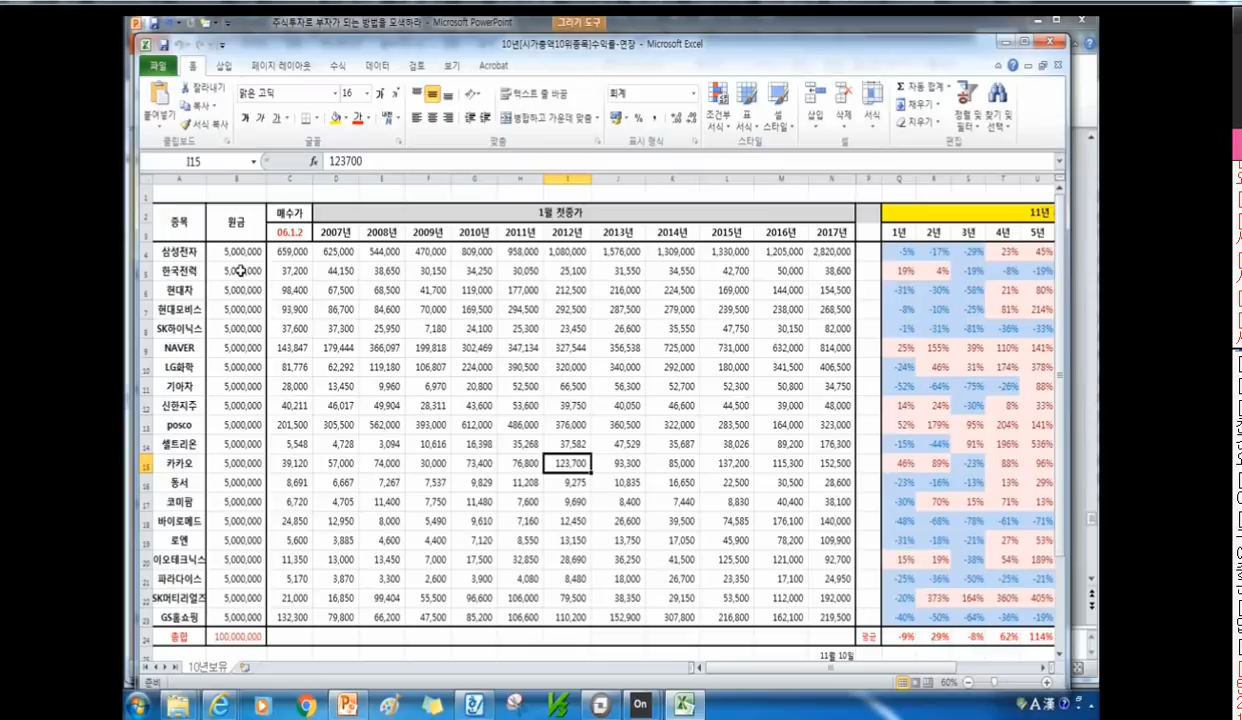 주식투자로 부자가 되는 방법을 모색하라 - Microsoft PowerPoint 그리기 도구
10년[시가총액10위종목]수익률-연장 - Microsoft Excel
파일 홈 삽입 페이지 레이아웃 수식 데이터 검토 보기 Acrobat
잘라내기 맑은 고딕 16 텍스트 줄 바꿈 회계 자동 합계
붙여넣기 복사 조건부 서식 표 서식 셀 스타일 삽입 삭제 서식 채우기 정렬 및 필터 찾기 및 선택
서식 복사 가 가 가 병합하고 가운데 맞춤 지우기
클립보드 글꼴 맞춤 표시 형식 스타일 셀 편집
I15 fx 123700
A B C D E F G H I J K L M N P Q R S T U
종목 원금 매수가 1월 첫종가 11년
06.1.2 2007년 2008년 2009년 2010년 2011년 2012년 2013년 2014년 2015년 2016년 2017년 1년 2년 3년 4년 5년
삼성전자 5,000,000 659,000 625,000 544,000 470,000 809,000 958,000 1,080,000 1,576,000 1,309,000 1,330,000 1,205,000 2,820,000 -5% -17% -29% 23% 45%
한국전력 5,000,000 37,200 44,150 38,650 30,150 34,250 30,050 25,100 31,550 34,550 42,700 50,000 38,650 19% 4% -19% -8% -19%
현대차 5,000,000 98,400 67,500 68,500 41,700 119,000 177,000 212,500 216,000 224,500 169,000 144,000 154,500 -31% -30% -58% 21% 80%
현대모비스 5,000,000 93,900 86,700 84,600 70,000 169,500 294,500 292,500 287,500 279,000 239,500 238,000 268,500 -8% -10% -25% 81% 214%
SK하이닉스 5,000,000 37,600 37,300 25,950 7,180 24,100 25,300 23,450 26,600 35,550 47,750 30,150 82,000 -1% -31% -81% -36% -33%
NAVER 5,000,000 143,847 179,444 366,097 199,818 302,469 347,134 327,544 356,538 725,000 731,000 632,000 814,000 25% 155% 39% 110% 141%
LG화학 5,000,000 81,776 62,292 119,180 106,807 224,000 390,500 320,000 340,000 292,000 180,000 341,500 406,500 -24% 46% 31% 174% 378%
기아차 5,000,000 28,000 13,450 9,960 6,970 20,800 52,500 66,500 56,300 52,700 52,300 50,800 34,750 -52% -64% -75% -26% 88%
신한지주 5,000,000 40,211 46,017 49,904 28,311 43,600 53,600 39,750 40,050 46,600 44,500 39,000 48,000 14% 24% -30% 8% 33%
posco 5,000,000 201,500 305,500 562,000 393,000 612,000 486,000 376,000 360,500 322,000 283,500 164,000 323,000 52% 179% 95% 204% 141%
셀트리온 5,000,000 5,548 4,728 3,094 10,616 16,398 35,268 37,582 47,529 35,687 38,026 89,200 176,300 -15% -44% 91% 196% 536%
카카오 5,000,000 39,120 57,000 74,000 30,000 73,400 76,800 123,700 93,300 85,000 137,200 115,300 152,500 46% 89% -23% 88% 96%
동서 5,000,000 8,691 6,667 7,267 7,537 9,829 11,208 9,275 10,835 16,650 22,500 30,500 28,600 -23% -16% -13% 13% 29%
코미팜 5,000,000 6,720 4,705 11,400 7,750 11,480 7,600 9,690 8,400 7,440 8,830 40,400 38,100 -30% 70% 15% 71% 13%
바이로메드 5,000,000 24,850 12,950 8,000 5,490 9,610 7,160 12,450 26,600 39,500 74,585 176,100 140,000 -48% -68% -78% -61% -71%
로엔 5,000,000 5,600 3,885 4,600 4,400 7,120 8,550 13,150 13,750 17,050 45,900 78,200 109,900 -31% -18% -21% 27% 53%
이오테크닉스 5,000,000 11,350 13,000 13,450 7,000 17,500 32,850 28,690 36,250 41,500 125,500 121,000 92,700 15% 19% -38% 54% 189%
파라다이스 5,000,000 5,170 3,870 3,300 2,600 3,900 4,080 8,480 18,000 26,700 23,350 17,100 24,950 -25% -36% -50% -25% -21%
SK머티리얼즈 5,000,000 21,000 16,850 99,404 55,500 96,600 106,000 79,500 38,350 29,150 53,500 112,000 192,000 -20% 373% 164% 360% 405%
GS홈쇼핑 5,000,000 132,300 79,800 66,200 47,500 85,200 106,600 110,200 152,900 307,800 216,800 162,100 219,500 -40% -50% -64% -36% -19%
총합 100,000,000 평균 -9% 29% -8% 62% 114%
11월 10일
10년보유
준비 60%
On A 漢